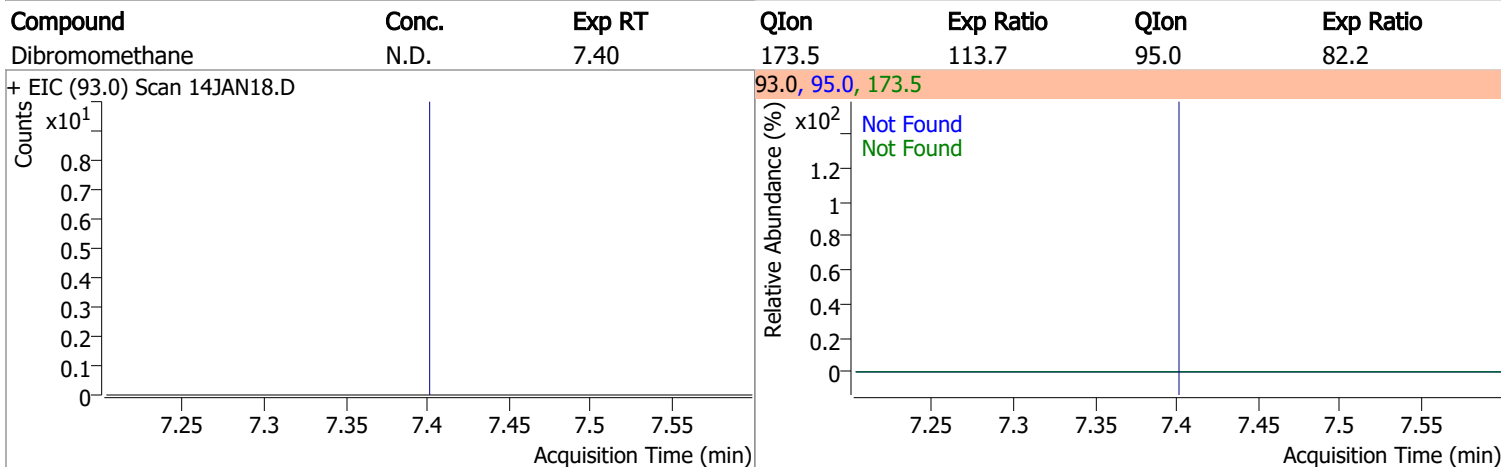 Compound Conc. Exp RT QIon Exp Ratio QIon Exp Ratio
Dibromomethane N.D. 7.40 173.5 113.7 95.0 82.2
+ EIC (93.0) Scan 14JAN18.D
Counts
x10¹
0.8
0.7
0.6
0.5
0.4
0.3
0.2
0.1
0
7.25 7.3 7.35 7.4 7.45 7.5 7.55
Acquisition Time (min)
93.0, 95.0, 173.5
Relative Abundance (%)
x10²
Not Found
Not Found
1.2
1
0.8
0.6
0.4
0.2
0
7.25 7.3 7.35 7.4 7.45 7.5 7.55
Acquisition Time (min)